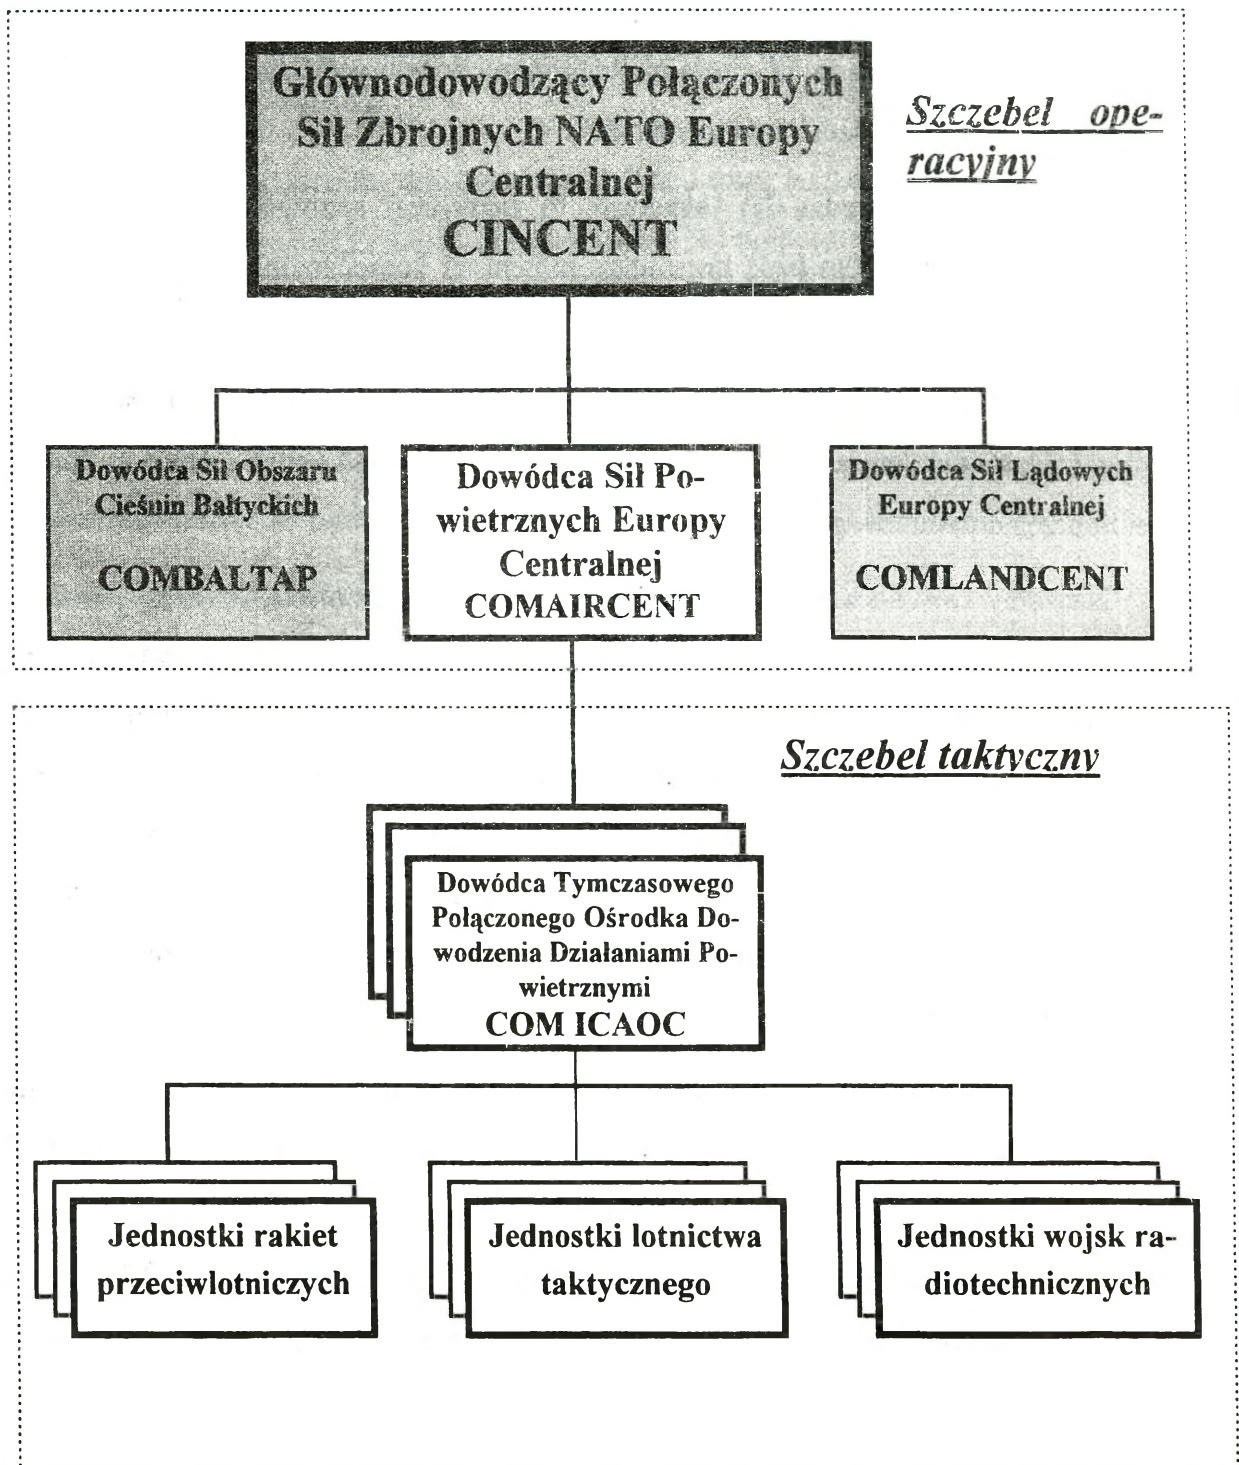 Głównodowodzący Połączonych
Sił Zbrojnych NATO Europy
Centralnej
CINCENT
Szczebel ope-
racyjny
Dowódca Sił Obszaru
Cieśnin Bałtyckich
COMBALTAP
Dowódca Sił Po-
wietrznych Europy
Centralnej
COMAIRCENT
Dowódca Sił Lądowych
Europy Centralnej
COMLANDCENT
Szczebel taktyczny
Dowódca Tymczasowego
Połączonego Ośrodka Do-
wodzenia Działaniami Po-
wietrznymi
COM ICAOC
Jednostki rakiet
przeciwlotniczych
Jednostki lotnictwa
taktycznego
Jednostki wojsk ra-
diotechnicznych